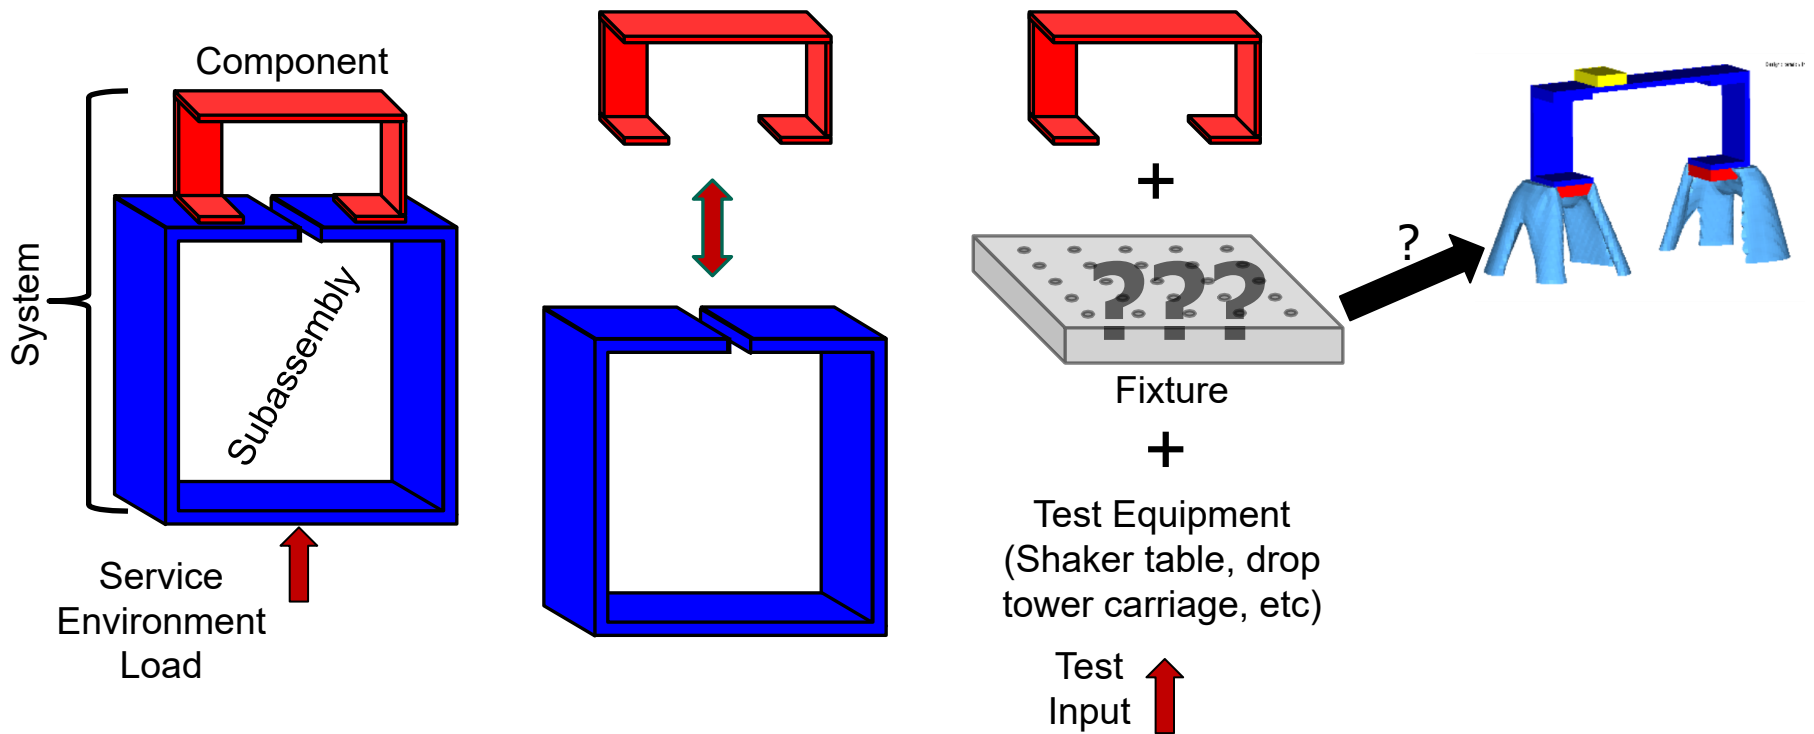 Component
System
Subassembly
Service
Environment
Load
+
???
Fixture
+
Test Equipment
(Shaker table, drop
tower carriage, etc)
Test
Input
?